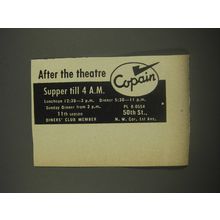 After the theatre
Copain
Supper till 4 A.M.
Luncheon 12:30-3 p.m. Dinner 5:30-11 p.m.
Sunday Dinner from 2 p.m. PL 8-0554
11th season 50th St.,
DINERS' CLUB MEMBER N. W. Cor. 1st Ave.